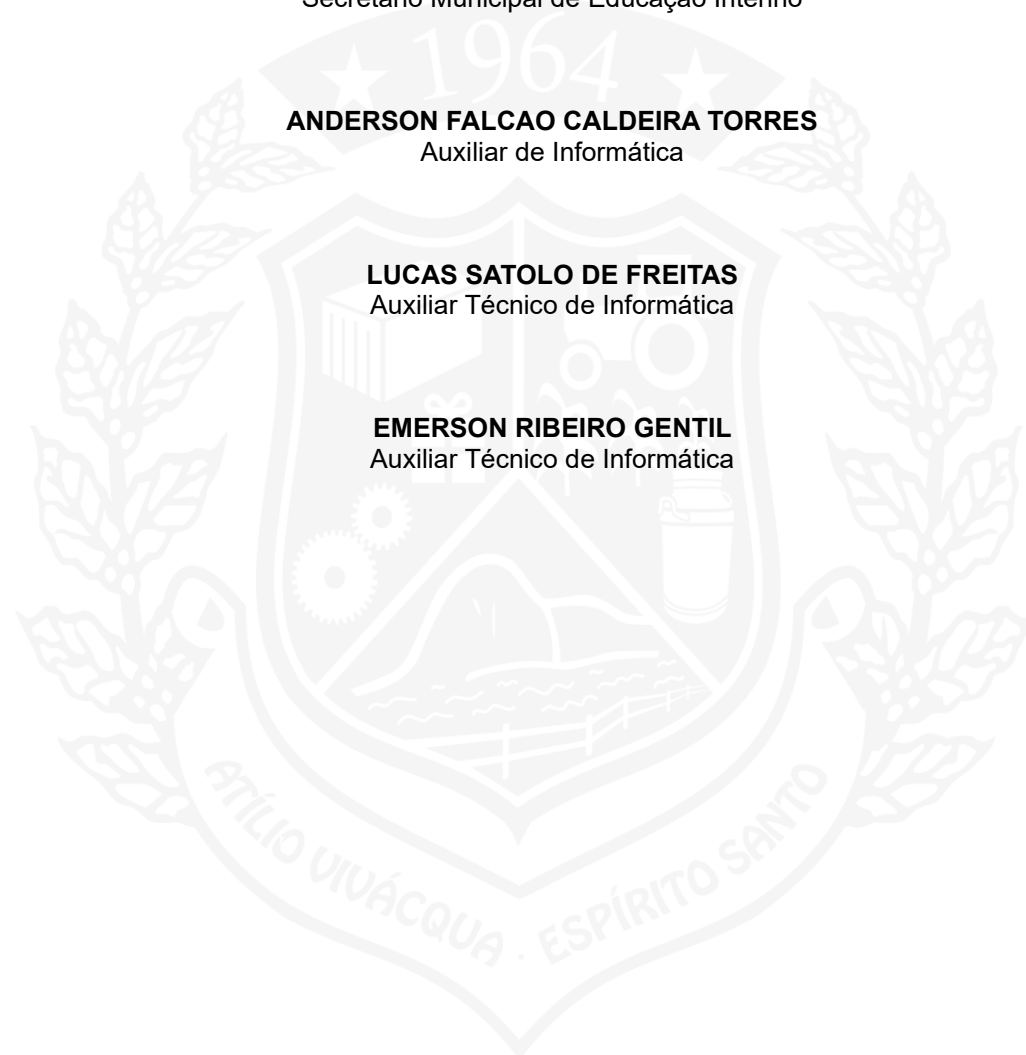 Secretário Municipal de Educação Interino
1964
ANDERSON FALCAO CALDEIRA TORRES
Auxiliar de Informática
LUCAS SATOLO DE FREITAS
Auxiliar Técnico de Informática
EMERSON RIBEIRO GENTIL
Auxiliar Técnico de Informática
ATÍLIO VIVÁCQUA . ESPÍRITO SANTO